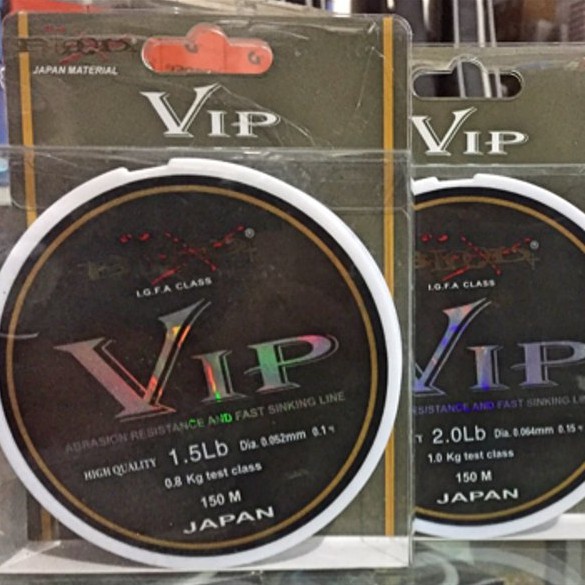 JAPAN MATERIAL
VIP
I.G.F.A CLASS
VIP
ABRASION RESISTANCE AND FAST SINKING LINE
HIGH QUALITY 1.5Lb Dia. 0.052mm 0.1
0.8 Kg test class
150 M
JAPAN
VIP
I.G.F.A CLASS
VIP
RESISTANCE AND FAST SINKING LINE
2.0Lb Dia. 0.064mm 0.15
1.0 Kg test class
150 M
JAPAN